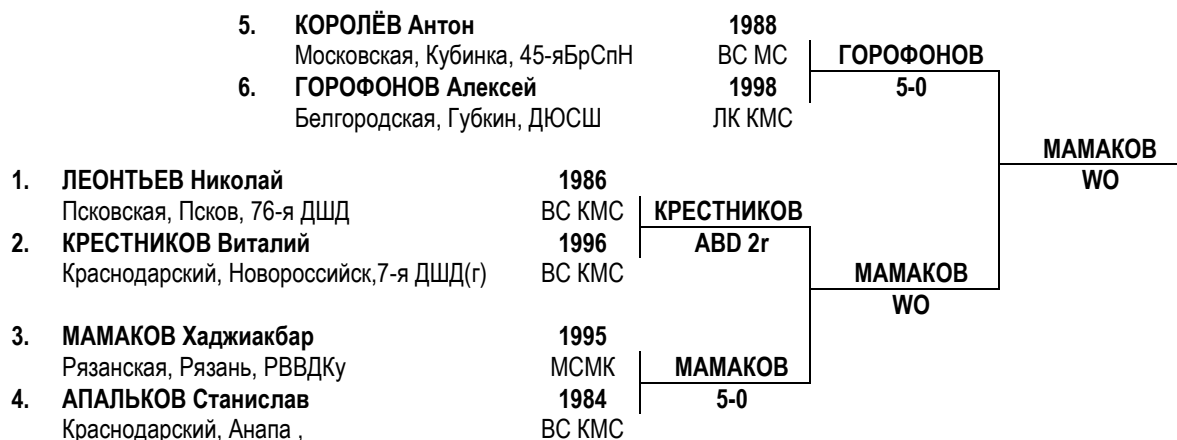 5. КОРОЛЁВ Антон 1988
Московская, Кубинка, 45-яБрСпН ВС МС ГОРОФОНОВ
6. ГОРОФОНОВ Алексей 1998 5-0
Белгородская, Губкин, ДЮСШ ЛК КМС
МАМАКОВ
1. ЛЕОНТЬЕВ Николай 1986 WO
Псковская, Псков, 76-я ДШД ВС КМС КРЕСТНИКОВ
2. КРЕСТНИКОВ Виталий 1996 ABD 2r
Краснодарский, Новороссийск,7-я ДШД(г) ВС КМС МАМАКОВ
WO
3. МАМАКОВ Хаджиакбар 1995
Рязанская, Рязань, РВВДКу МСМК МАМАКОВ
4. АПАЛЬКОВ Станислав 1984 5-0
Краснодарский, Анапа , ВС КМС